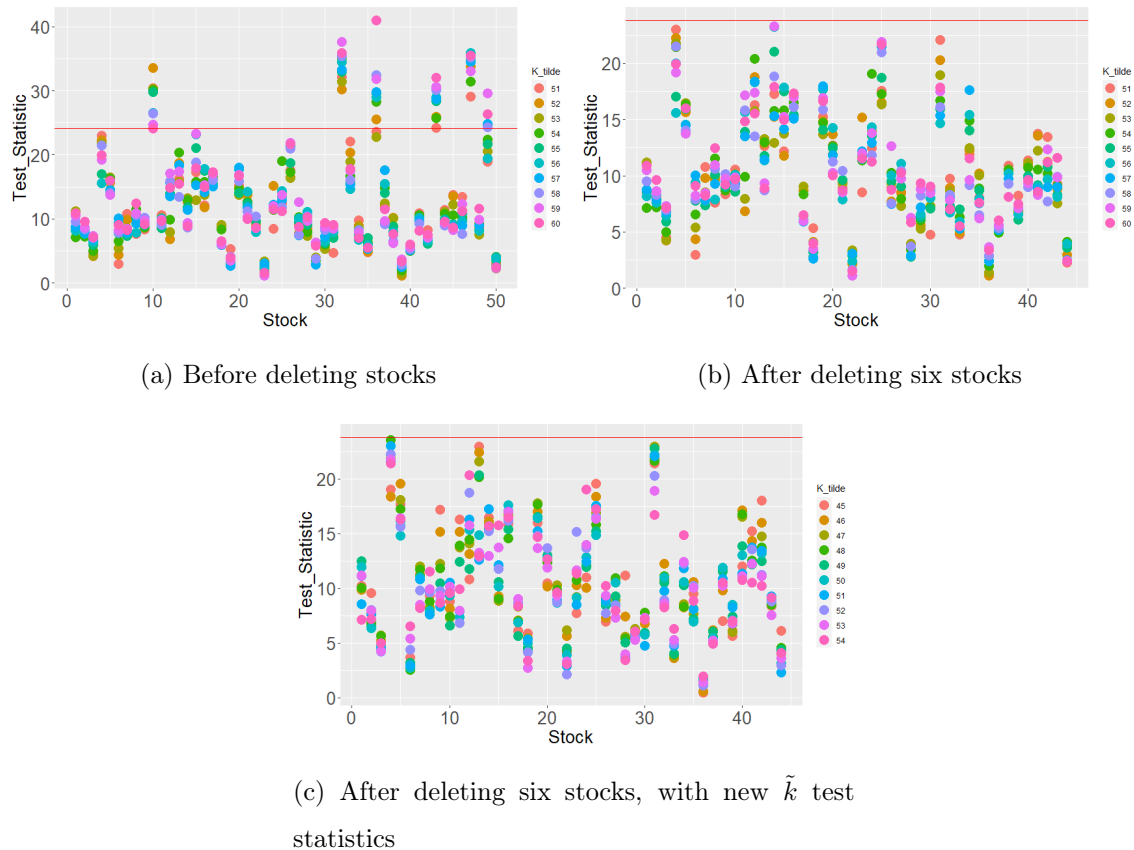 40
30
20
10
0
Test_Statistic
0 10 20 30 40 50
Stock
K_tilde
51
52
53
54
55
56
57
58
59
60
(a) Before deleting stocks
20
15
10
5
0
Test_Statistic
0 10 20 30 40
Stock
K_tilde
51
52
53
54
55
56
57
58
59
60
(b) After deleting six stocks
20
15
10
5
0
Test_Statistic
0 10 20 30 40
Stock
K_tilde
45
46
47
48
49
50
51
52
53
54
(c) After deleting six stocks, with new k̃ test
statistics